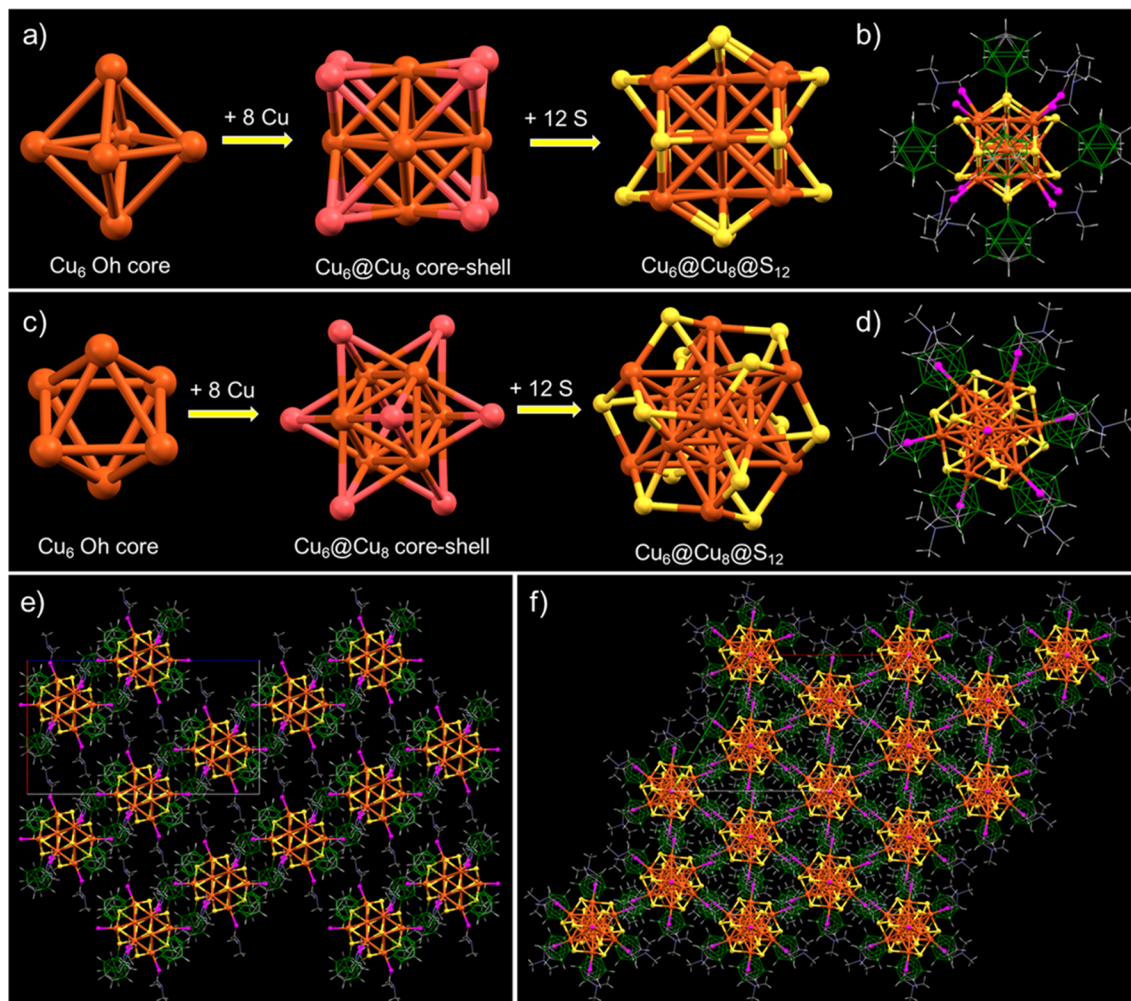 a)
+ 8 Cu
+ 12 S
b)
Cu₆ Oh core
Cu₆@Cu₈ core-shell
Cu₆@Cu₈@S₁₂
c)
+ 8 Cu
+ 12 S
d)
Cu₆ Oh core
Cu₆@Cu₈ core-shell
Cu₆@Cu₈@S₁₂
e)
f)